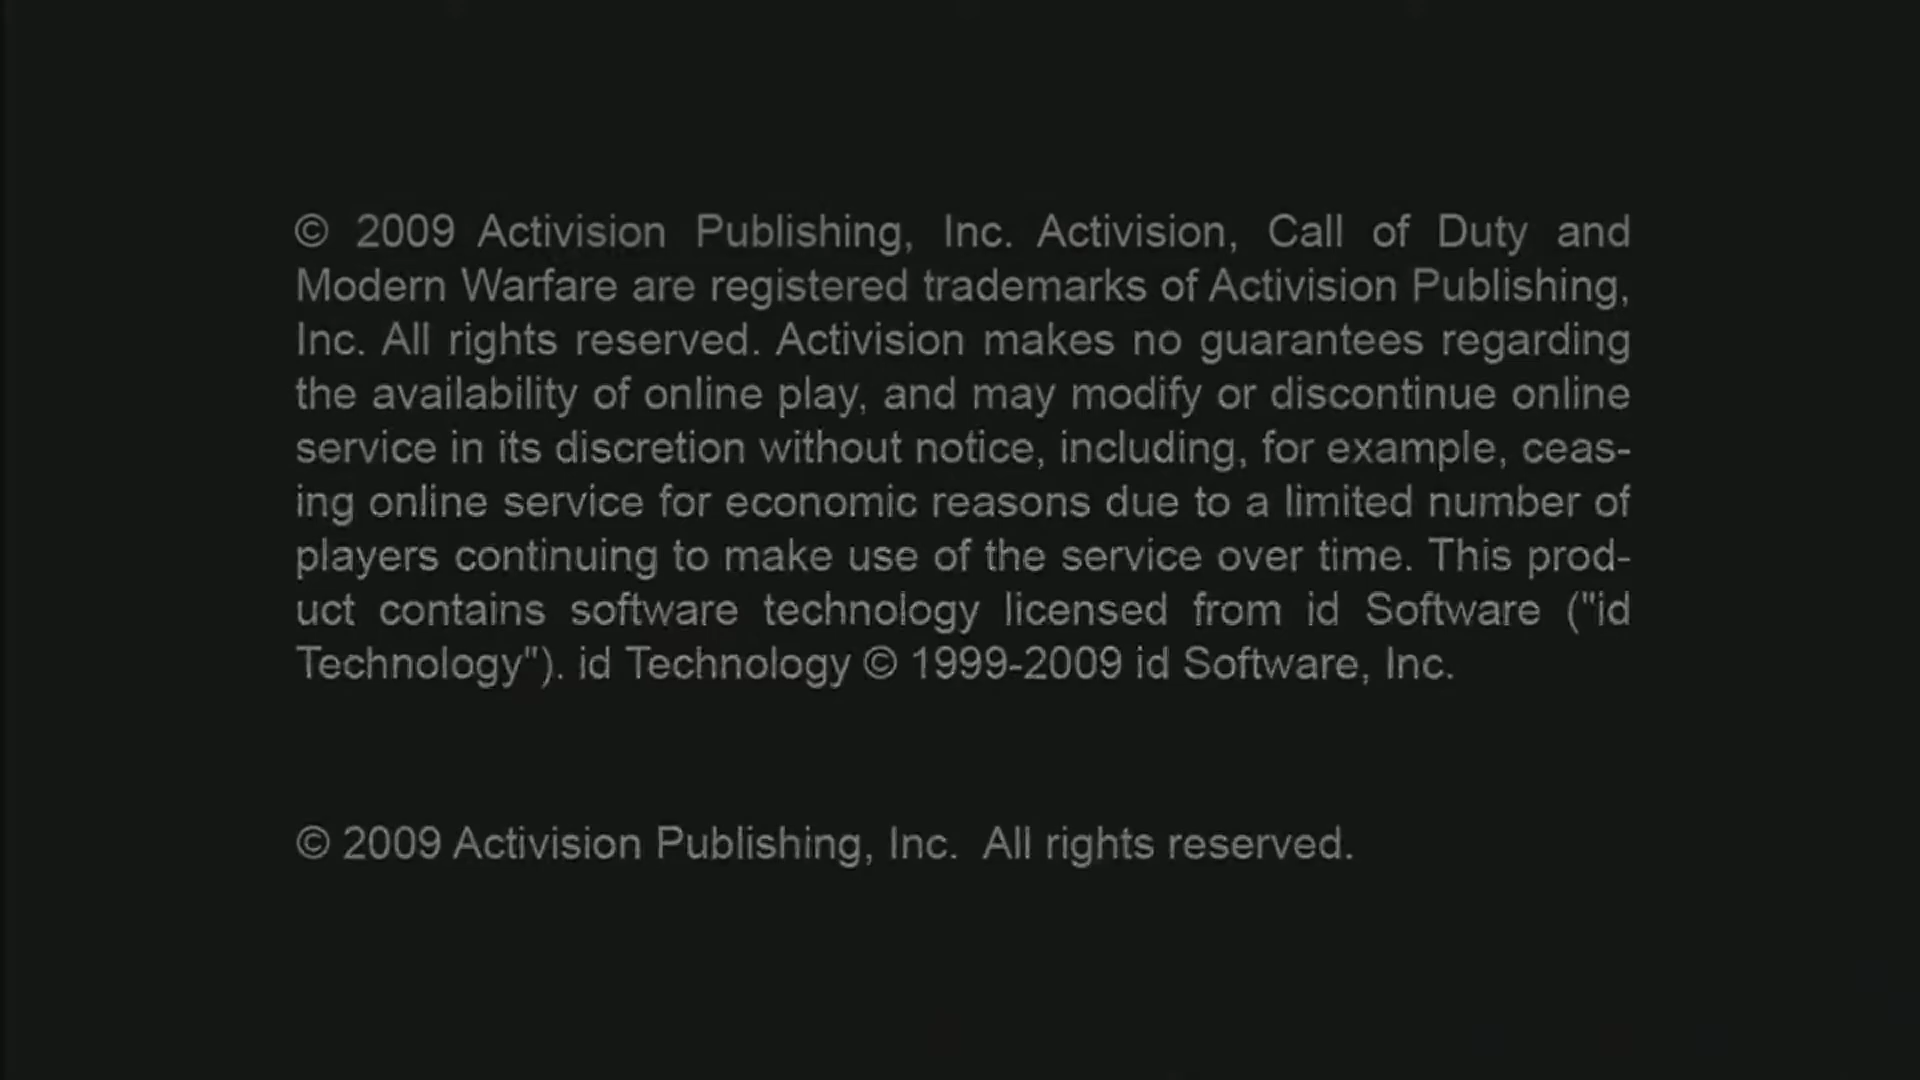 © 2009 Activision Publishing, Inc. Activision, Call of Duty and
Modern Warfare are registered trademarks of Activision Publishing,
Inc. All rights reserved. Activision makes no guarantees regarding
the availability of online play, and may modify or discontinue online
service in its discretion without notice, including, for example, ceas-
ing online service for economic reasons due to a limited number of
players continuing to make use of the service over time. This prod-
uct contains software technology licensed from id Software ("id
Technology"). id Technology © 1999-2009 id Software, Inc.
© 2009 Activision Publishing, Inc. All rights reserved.